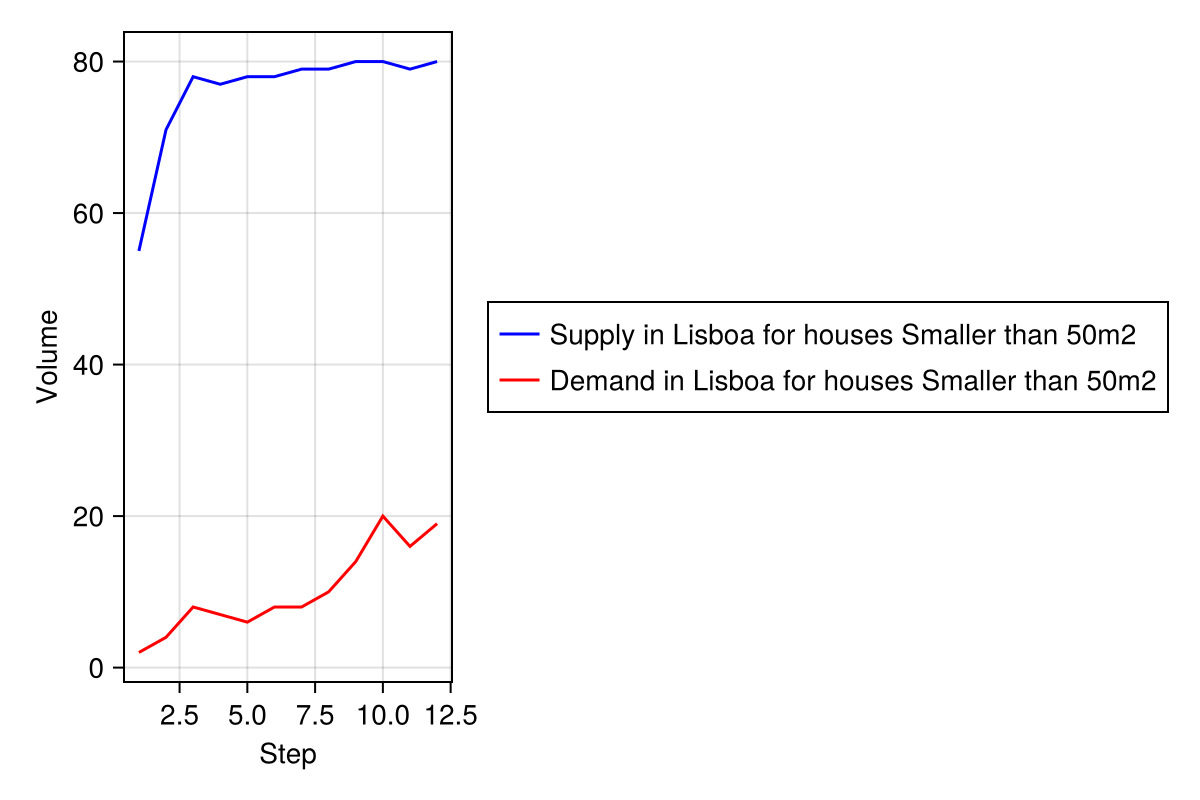 80
60
40
20
0
Volume
2.5 5.0 7.5 10.0 12.5
Step
Supply in Lisboa for houses Smaller than 50m2
Demand in Lisboa for houses Smaller than 50m2